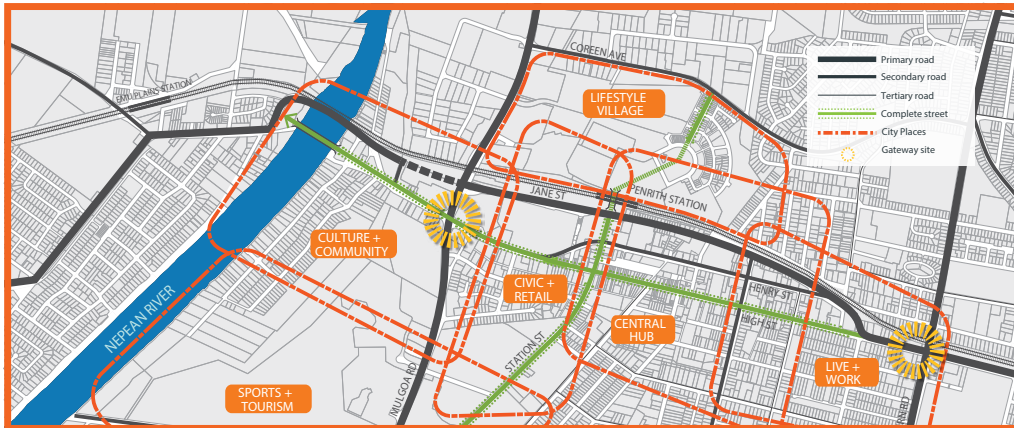 COREEN AVE
Primary road
Secondary road
Tertiary road
Complete street
City Places
Gateway site
EMU PLAINS STATION
LIFESTYLE
VILLAGE
JANE ST
PENRITH STATION
CULTURE +
COMMUNITY
CIVIC +
RETAIL
HENRY ST
HIGH ST
CENTRAL
HUB
NEPEAN RIVER
STATION ST
LIVE +
WORK
MULGOA RD
SPORTS +
TOURISM
RD